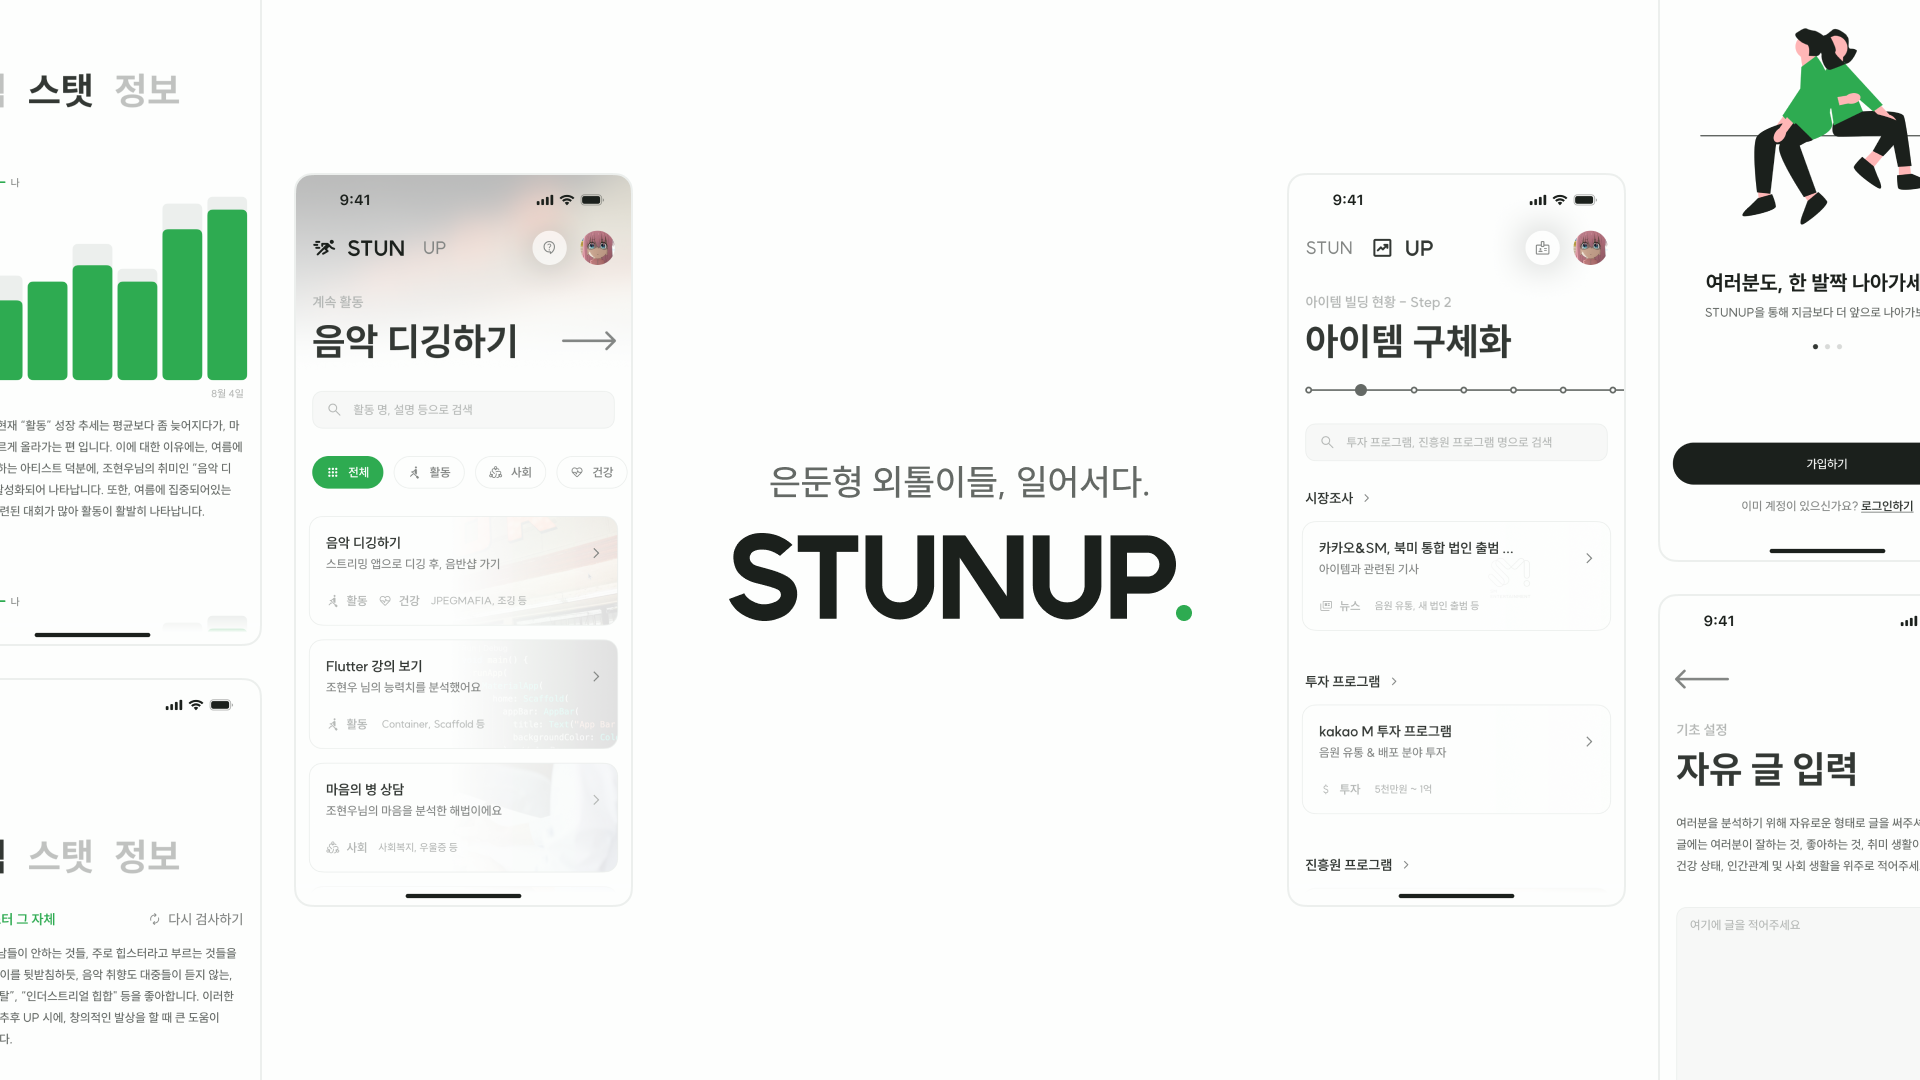 스탯 정보
나
8월 4일
현재 “활동” 성장 추세는 평균보다 좀 늦어지다가, 마
르게 올라가는 편 입니다. 이에 대한 이유에는, 여름에
하는 아티스트 덕분에, 조현우님의 취미인 “음악 디
활성화되어 나타납니다. 또한, 여름에 집중되어있는
련된 대회가 많아 활동이 활발히 나타납니다.
나
스탯 정보
터 그 자체
다시 검사하기
남들이 안하는 것들, 주로 힙스터라고 부르는 것들을
이를 뒷받침하듯, 음악 취향도 대중들이 듣지 않는,
탈”, “인더스트리얼 힙합” 등을 좋아합니다. 이러한
추후 UP 시에, 창의적인 발상을 할 때 큰 도움이
다.
9:41
STUN UP
계속 활동
음악 디깅하기
활동 명, 설명 등으로 검색
전체 활동 사회 건강
음악 디깅하기
스트리밍 앱으로 디깅 후, 음반샵 가기
활동 건강 JPEGMAFIA, 조깅 등
Flutter 강의 보기
조현우 님의 능력치를 분석했어요
활동 Container, Scaffold 등
마음의 병 상담
조현우님의 마음을 분석한 해법이에요
사회 사회복지, 우울증 등
은둔형 외톨이들, 일어서다.
STUNUP.
9:41
STUN UP
아이템 빌딩 현황 - Step 2
아이템 구체화
투자 프로그램, 진흥원 프로그램 명으로 검색
시장조사
카카오&SM, 북미 통합 법인 출범 ...
아이템과 관련된 기사
뉴스 음원 유통, 새 법인 출범 등
투자 프로그램
kakao M 투자 프로그램
음원 유통 & 배포 분야 투자
$ 투자 5천만원 ~ 1억
진흥원 프로그램
여러분도, 한 발짝 나아가세
STUNUP을 통해 지금보다 더 앞으로 나아가보
가입하기
이미 계정이 있으신가요? 로그인하기
9:41
기초 설정
자유 글 입력
여러분을 분석하기 위해 자유로운 형태로 글을 써주세
글에는 여러분이 잘하는 것, 좋아하는 것, 취미 생활이
건강 상태, 인간관계 및 사회 생활을 위주로 적어주세
여기에 글을 적어주세요